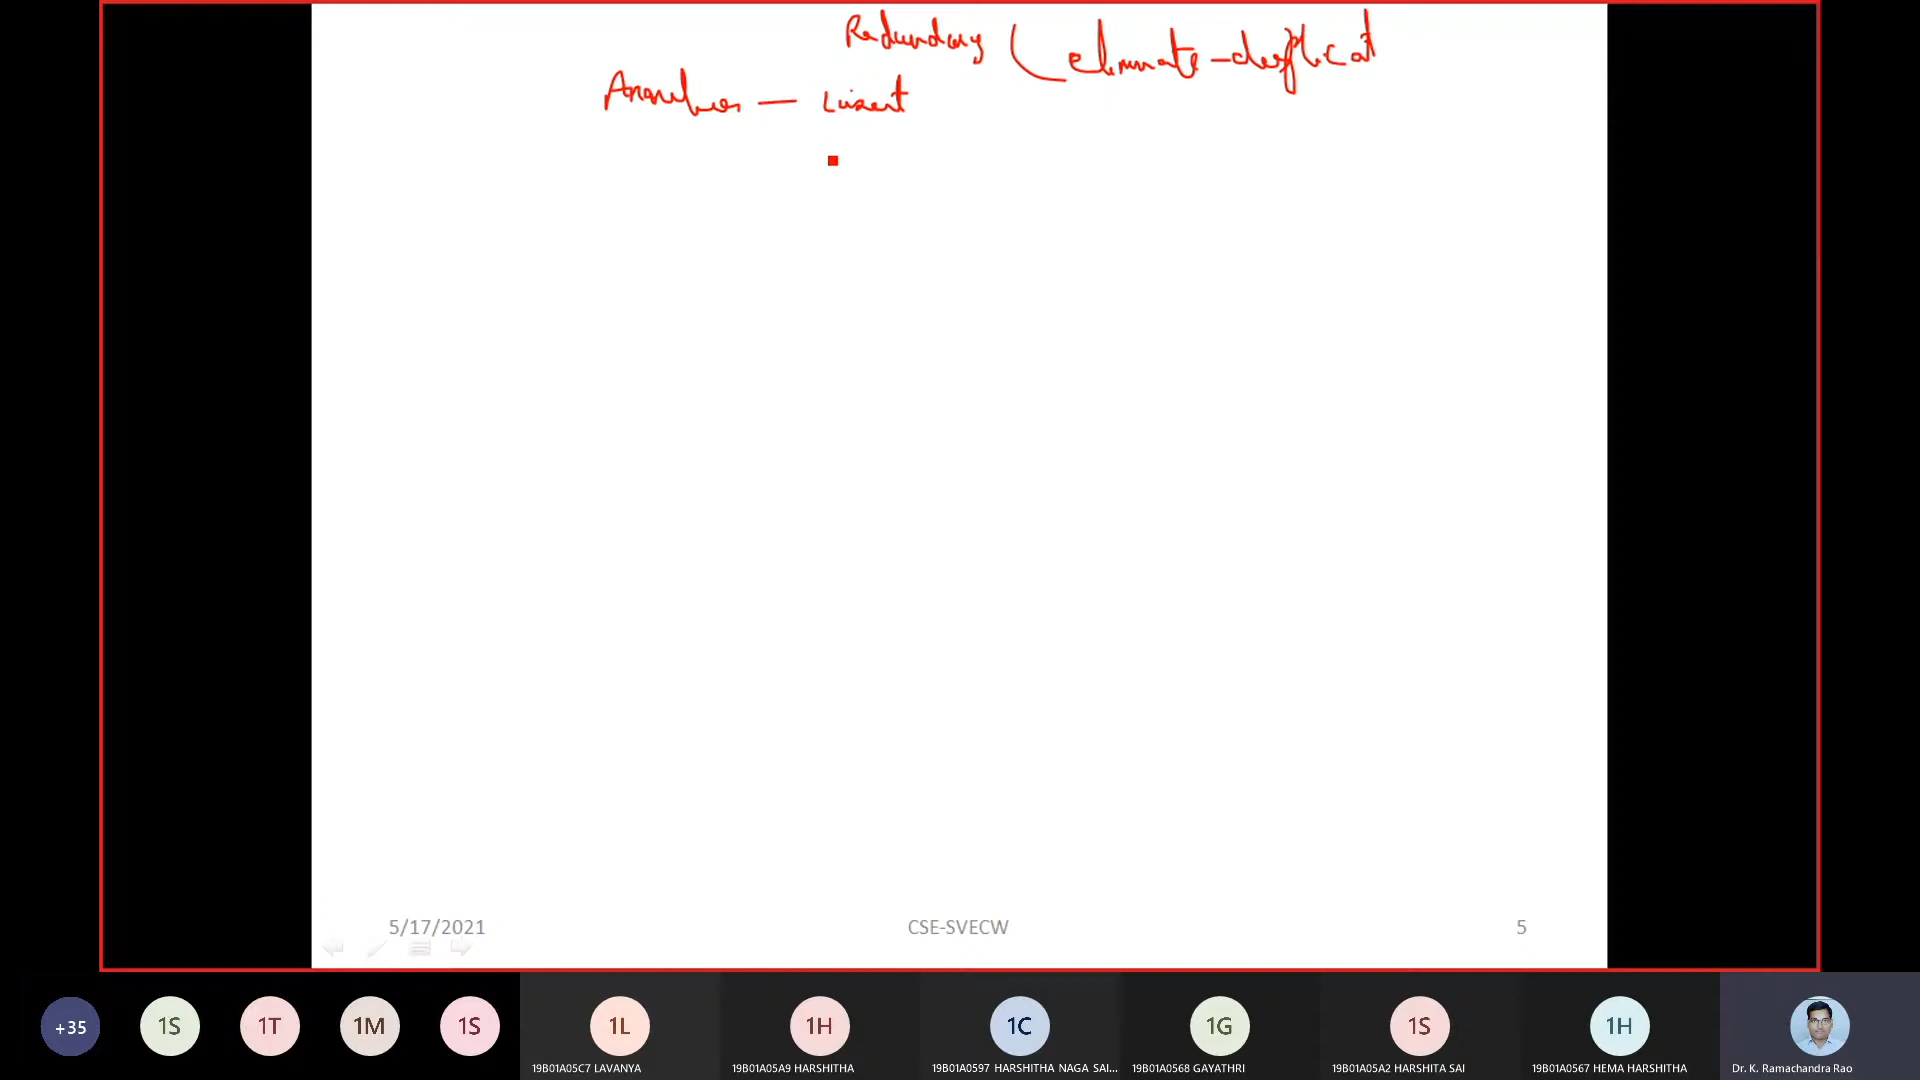 Redundancy ( eliminate - duplicat
Anomalies — insert
5/17/2021 CSE-SVECW 5
+35 1S 1T 1M 1S 1L 1H 1C 1G 1S 1H
19B01A05C7 LAVANYA 19B01A05A9 HARSHITHA 19B01A0597 HARSHITHA NAGA SAI... 19B01A0568 GAYATHRI 19B01A05A2 HARSHITA SAI 19B01A0567 HEMA HARSHITHA Dr. K. Ramachandra Rao